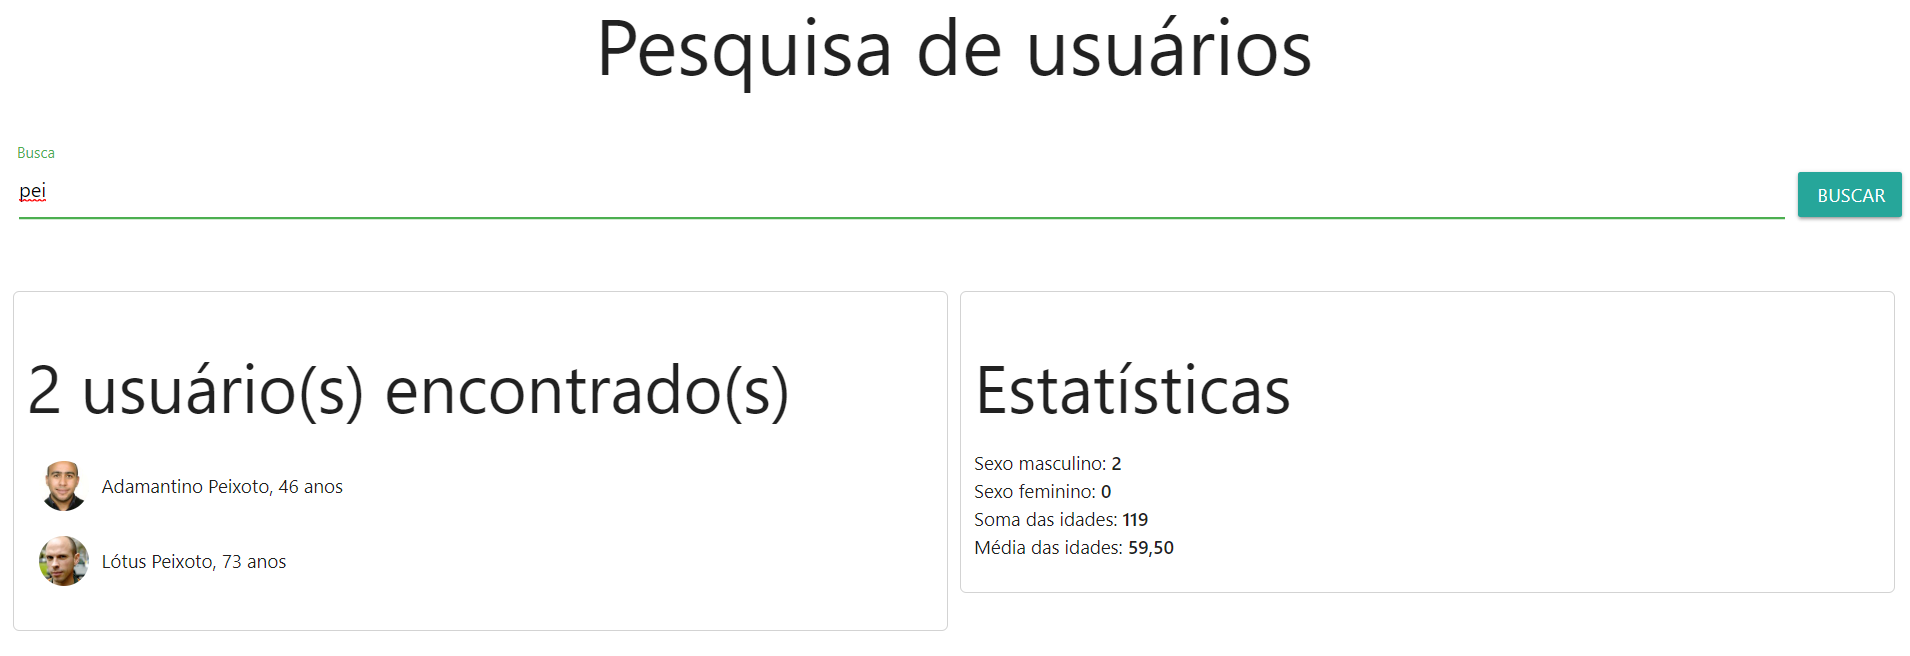 Pesquisa de usuários
Busca
pei
BUSCAR
2 usuário(s) encontrado(s)
Adamantino Peixoto, 46 anos
Lótus Peixoto, 73 anos
Estatísticas
Sexo masculino: 2
Sexo feminino: 0
Soma das idades: 119
Média das idades: 59,50